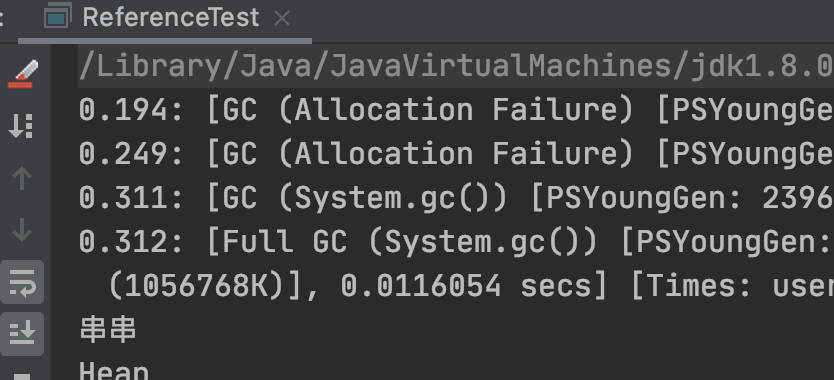 ReferenceTest
/Library/Java/JavaVirtualMachines/jdk1.8.0
0.194: [GC (Allocation Failure) [PSYoungGe
0.249: [GC (Allocation Failure) [PSYoungGe
0.311: [GC (System.gc()) [PSYoungGen: 2396
0.312: [Full GC (System.gc()) [PSYoungGen:
(1056768K)], 0.0116054 secs] [Times: user
串串
Heap